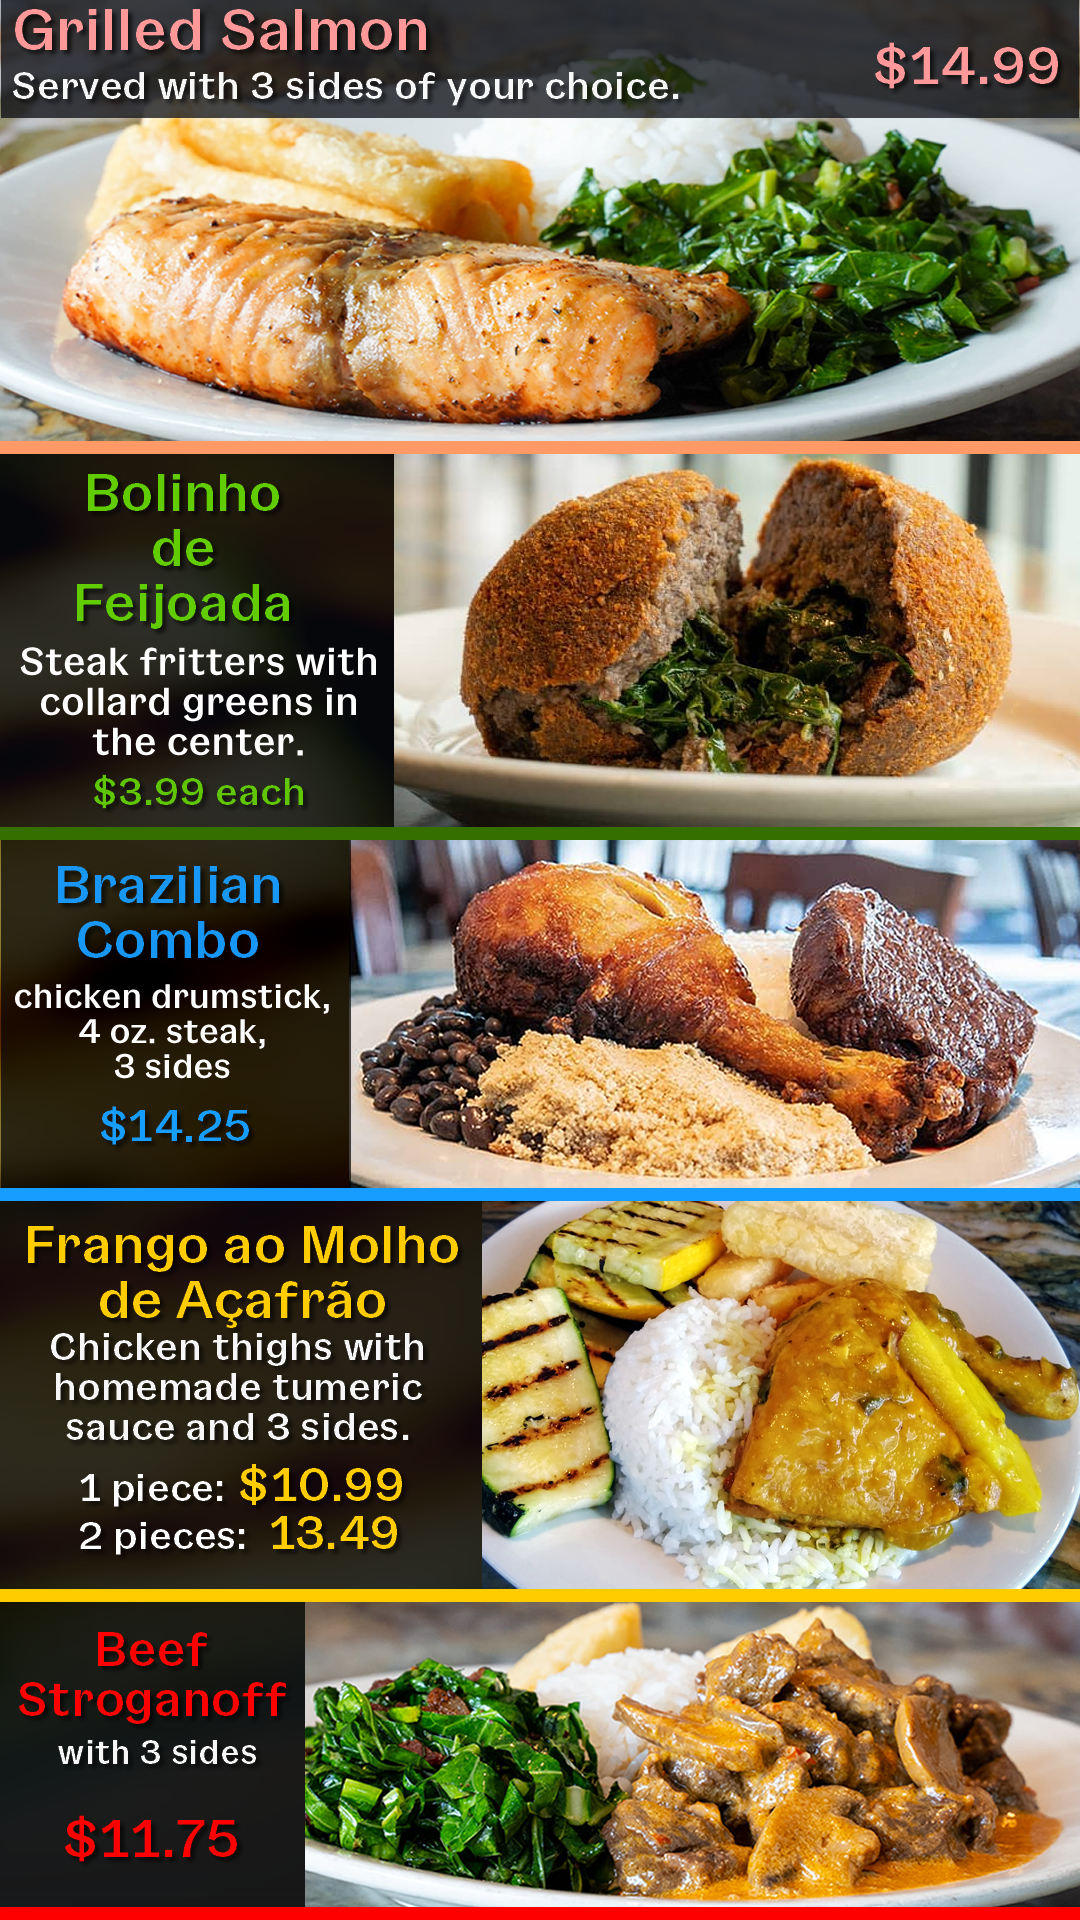 Grilled Salmon
Served with 3 sides of your choice.
$14.99
Bolinho
de
Feijoada
Steak fritters with
collard greens in
the center.
$3.99 each
Brazilian
Combo
chicken drumstick,
4 oz. steak,
3 sides
$14.25
Frango ao Molho
de Açafrão
Chicken thighs with
homemade tumeric
sauce and 3 sides.
1 piece: $10.99
2 pieces: 13.49
Beef
Stroganoff
with 3 sides
$11.75